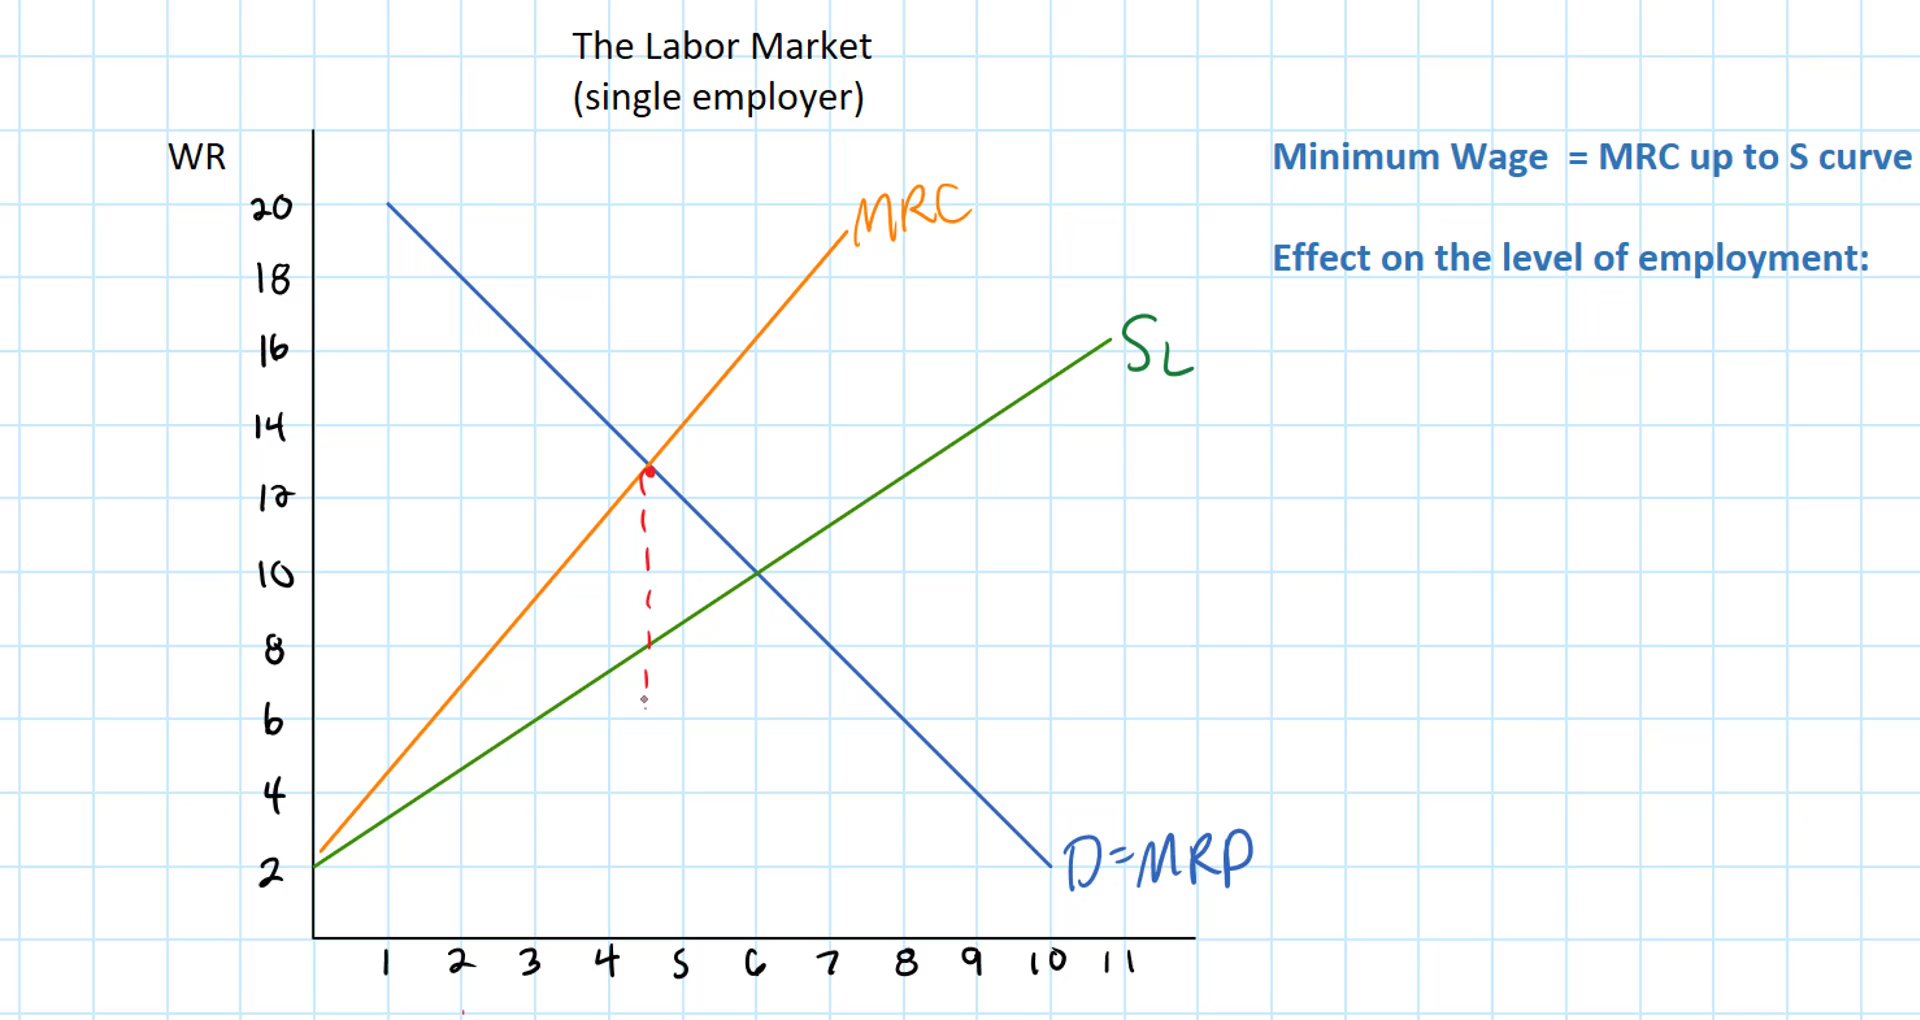 The Labor Market
(single employer)
WR
Minimum Wage = MRC up to S curve
Effect on the level of employment:
MRC
SL
D=MRP
20
18
16
14
12
10
8
6
4
2
1 2 3 4 5 6 7 8 9 10 11